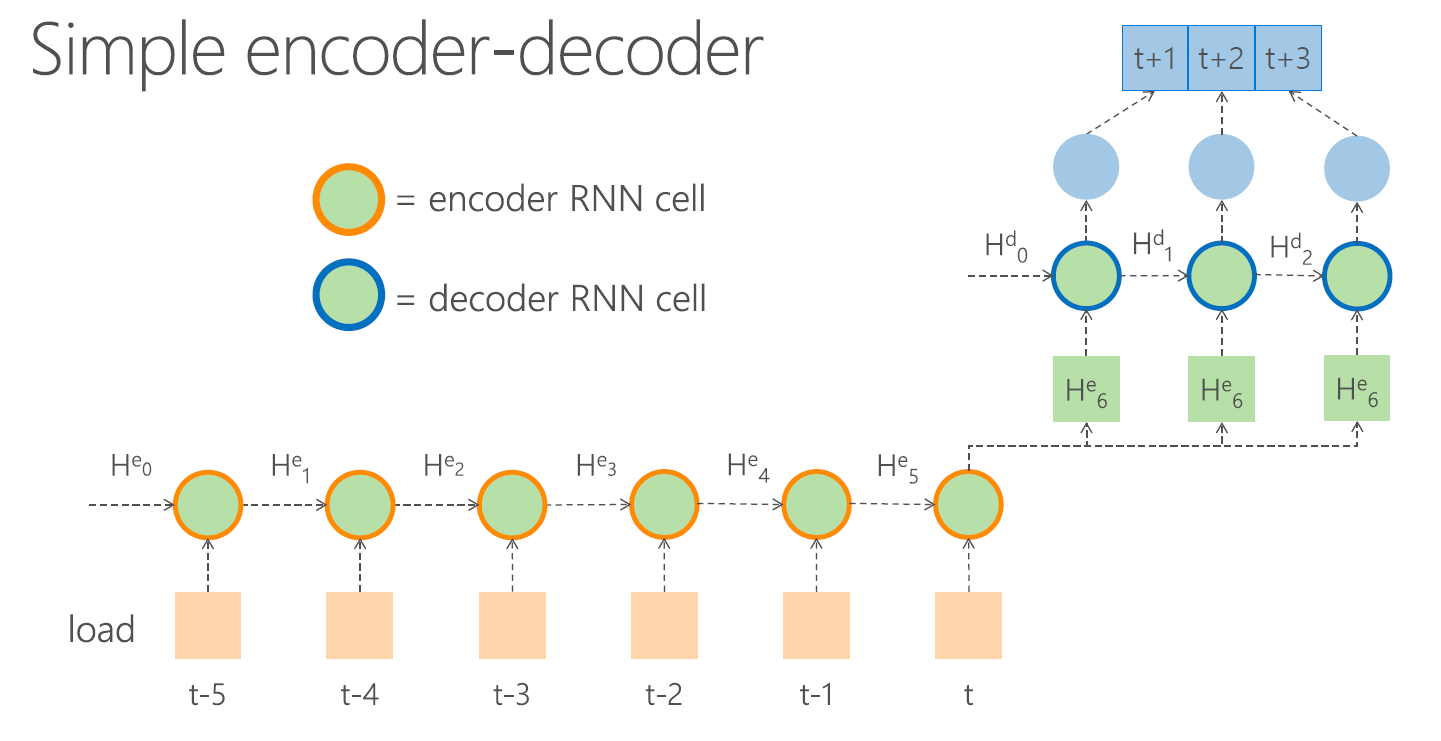 Simple encoder-decoder
t+1 t+2 t+3
= encoder RNN cell
= decoder RNN cell
Hᵈ₀ Hᵈ₁ Hᵈ₂
Hᵉ₆ Hᵉ₆ Hᵉ₆
Hᵉ₀ Hᵉ₁ Hᵉ₂ Hᵉ₃ Hᵉ₄ Hᵉ₅
load
t-5 t-4 t-3 t-2 t-1 t